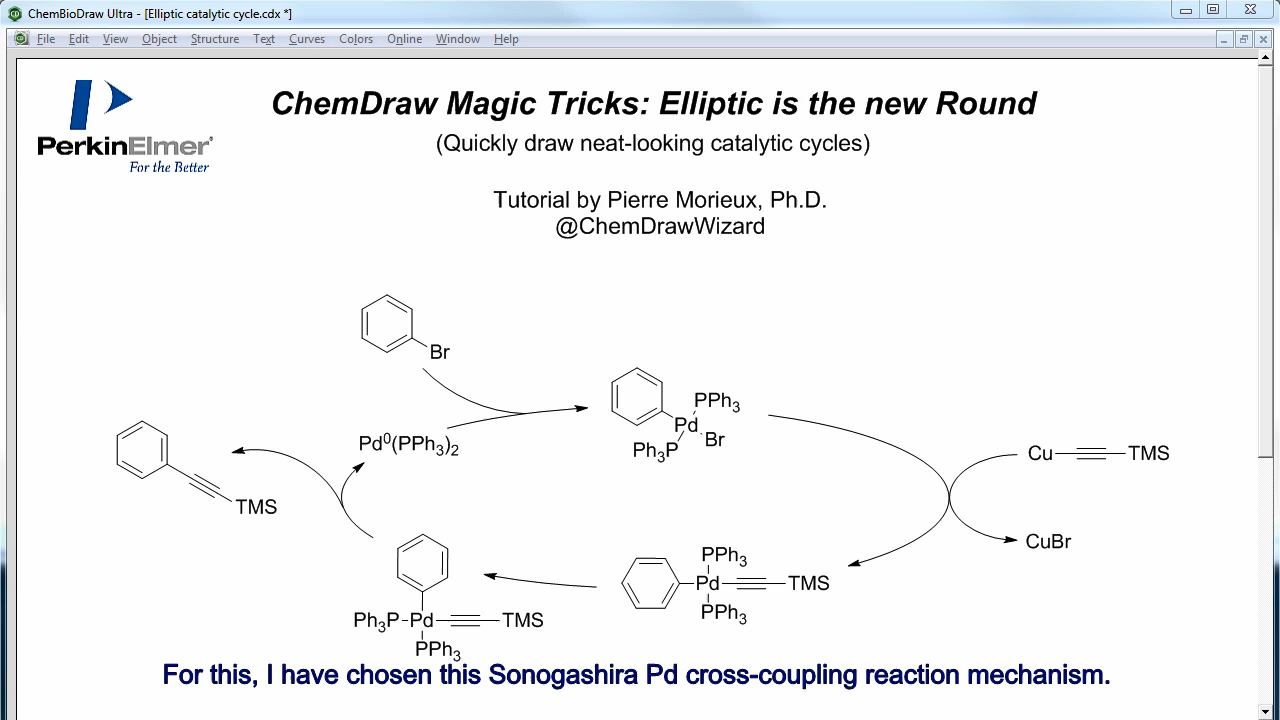 ChemBioDraw Ultra - [Elliptic catalytic cycle.cdx *]
File Edit View Object Structure Text Curves Colors Online Window Help
PerkinElmer
For the Better
ChemDraw Magic Tricks: Elliptic is the new Round
(Quickly draw neat-looking catalytic cycles)
Tutorial by Pierre Morieux, Ph.D.
@ChemDrawWizard
Br
PPh3
Pd
Br
Ph3P
Pd0(PPh3)2
TMS
Cu TMS
CuBr
PPh3
Pd TMS
PPh3
Ph3P Pd TMS
PPh3
For this, I have chosen this Sonogashira Pd cross-coupling reaction mechanism.